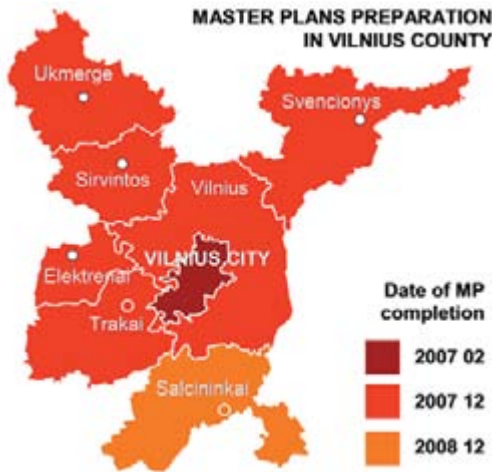 MASTER PLANS PREPARATION
IN VILNIUS COUNTY
Ukmerge
Svencionys
Sirvintos
Vilnius
VILNIUS CITY
Elektrenai
Trakai
Salcininkai
Date of MP
completion
2007 02
2007 12
2008 12